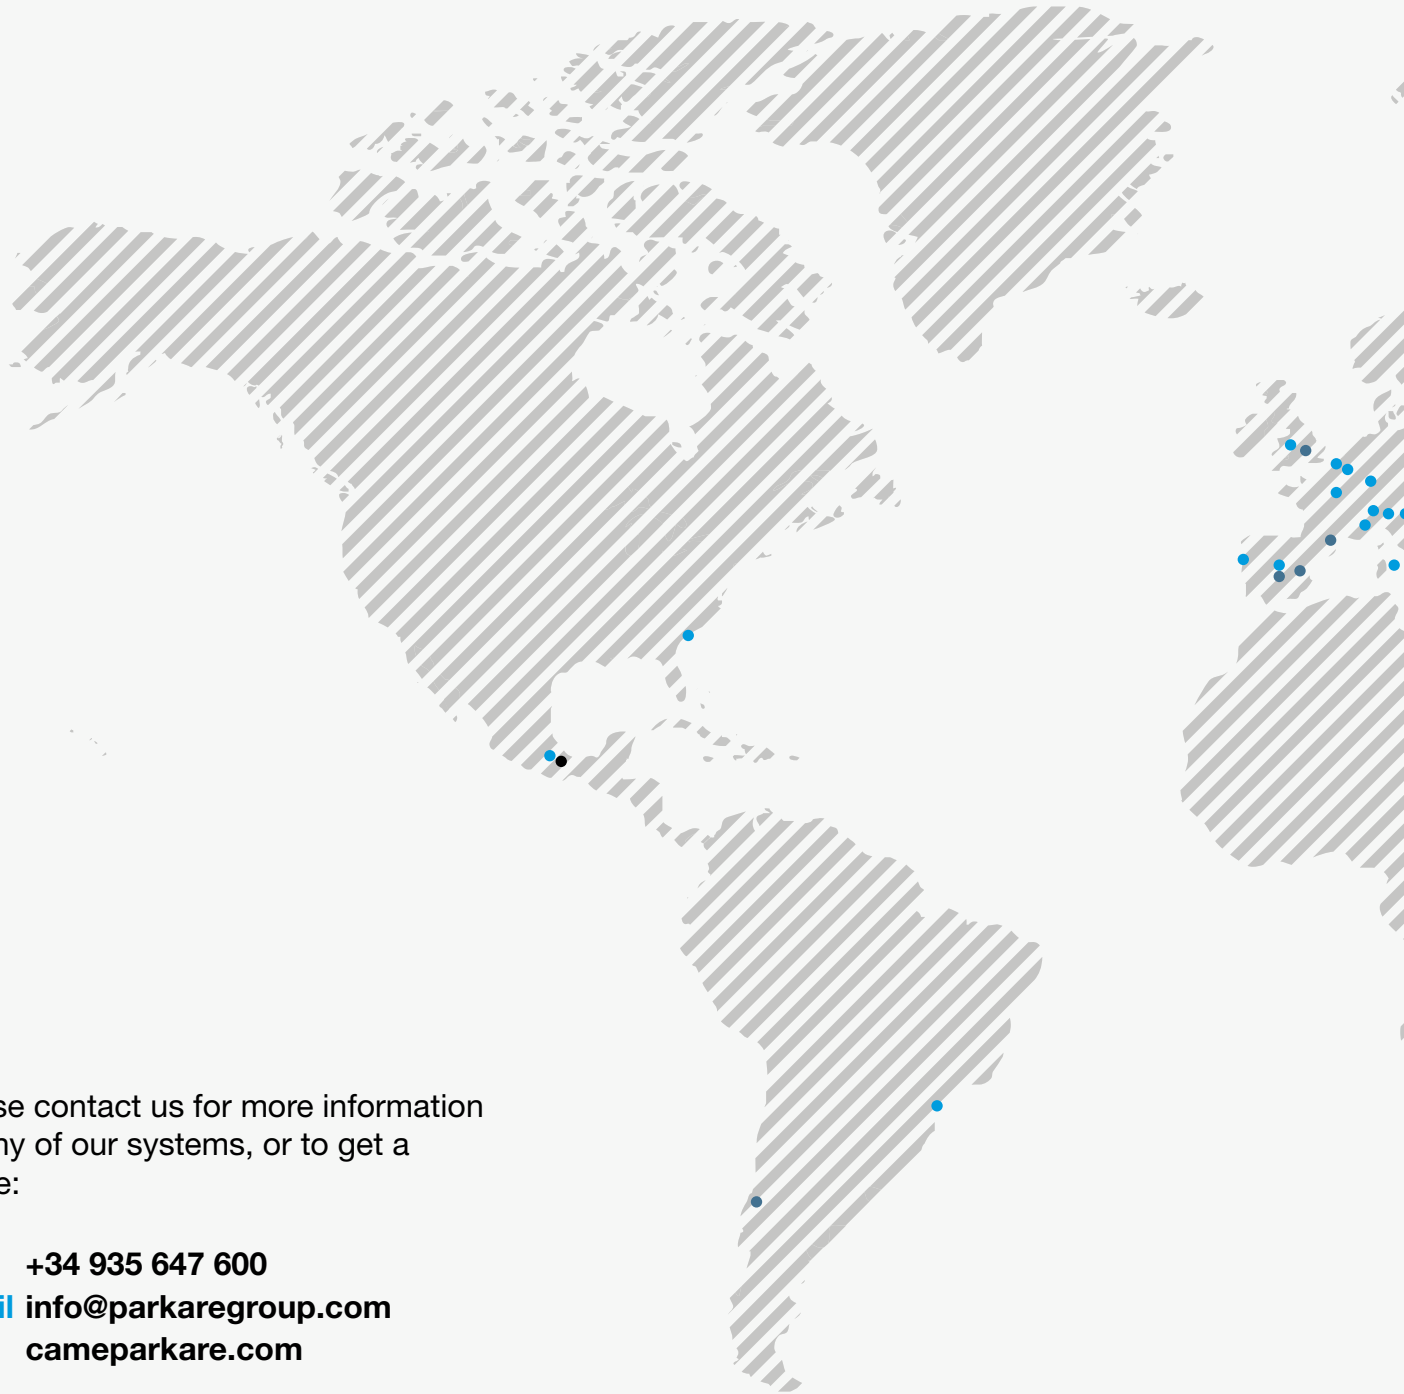 se contact us for more information
ny of our systems, or to get a
e:
+34 935 647 600
il info@parkaregroup.com
cameparkare.com